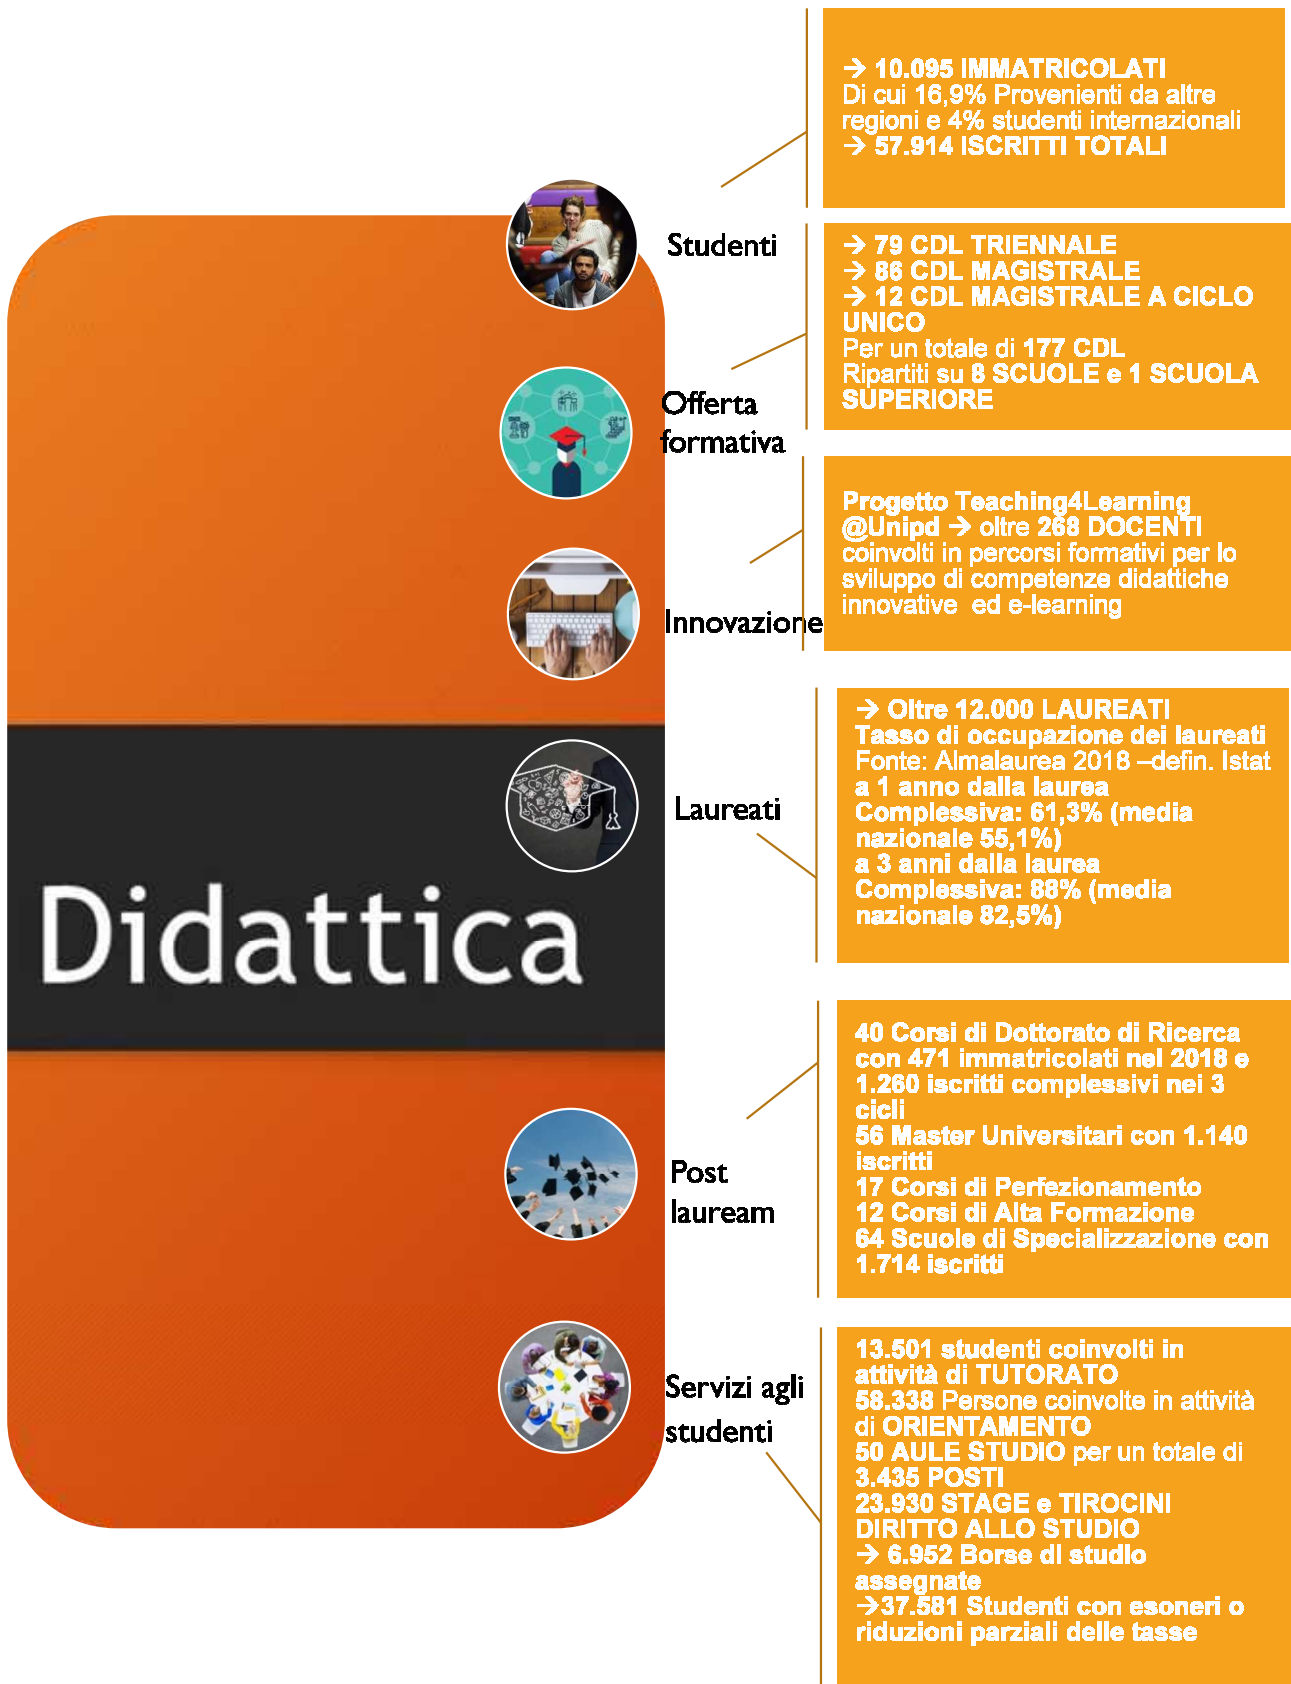 → 10.095 IMMATRICOLATI
Di cui 16,9% Provenienti da altre
regioni e 4% studenti internazionali
→ 57.914 ISCRITTI TOTALI
Studenti
→ 79 CDL TRIENNALE
→ 86 CDL MAGISTRALE
→ 12 CDL MAGISTRALE A CICLO
UNICO
Per un totale di 177 CDL
Ripartiti su 8 SCUOLE e 1 SCUOLA
SUPERIORE
Offerta
formativa
Progetto Teaching4Learning
@Unipd → oltre 268 DOCENTI
coinvolti in percorsi formativi per lo
sviluppo di competenze didattiche
innovative  ed e-learning
Innovazione
→ Oltre 12.000 LAUREATI
Tasso di occupazione dei laureati
Fonte: Almalaurea 2018 –defin. Istat
a 1 anno dalla laurea
Complessiva: 61,3% (media
nazionale 55,1%)
a 3 anni dalla laurea
Complessiva: 88% (media
nazionale 82,5%)
Laureati
Didattica
40 Corsi di Dottorato di Ricerca
con 471 immatricolati nel 2018 e
1.260 iscritti complessivi nei 3
cicli
56 Master Universitari con 1.140
iscritti
17 Corsi di Perfezionamento
12 Corsi di Alta Formazione
64 Scuole di Specializzazione con
1.714 iscritti
Post
lauream
13.501 studenti coinvolti in
attività di TUTORATO
58.338 Persone coinvolte in attività
di ORIENTAMENTO
50 AULE STUDIO per un totale di
3.435 POSTI
23.930 STAGE e TIROCINI
DIRITTO ALLO STUDIO
→ 6.952 Borse di studio
assegnate
→37.581 Studenti con esoneri o
riduzioni parziali delle tasse
Servizi agli
studenti